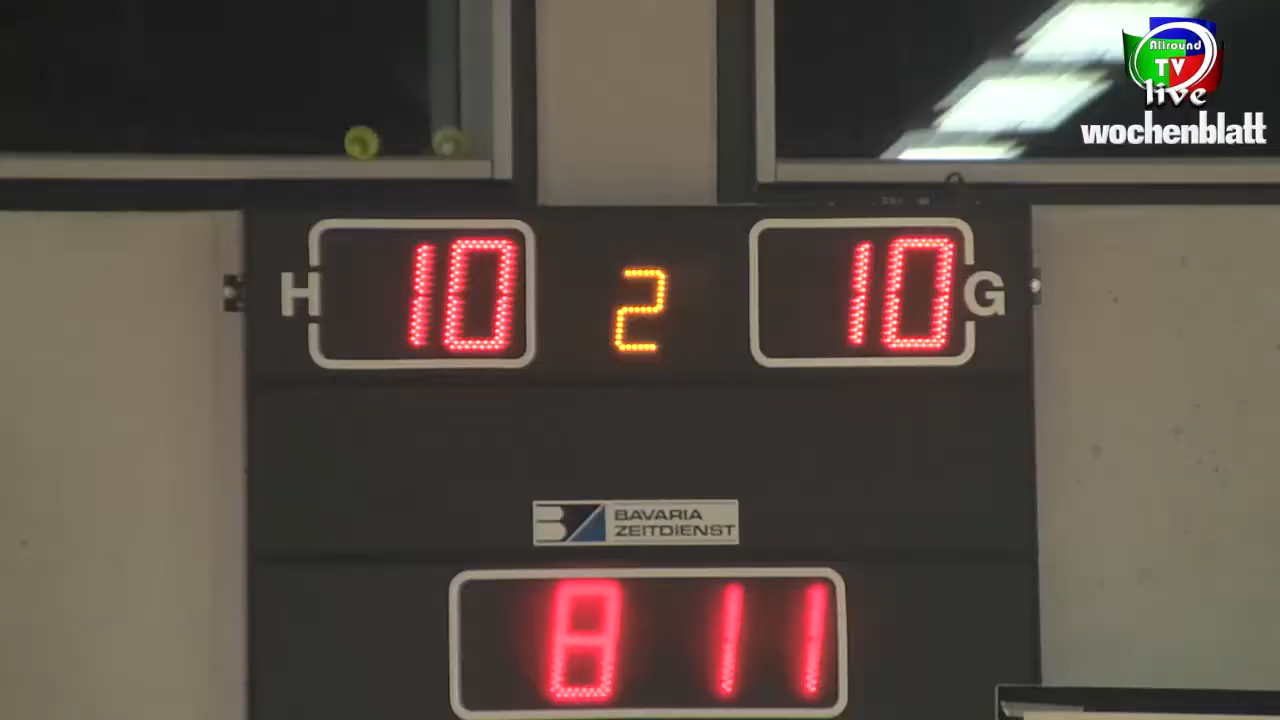 Allround
TV
live
wochenblatt
H 10 2 10 G
BAVARIA
ZEITDIENST
8 11